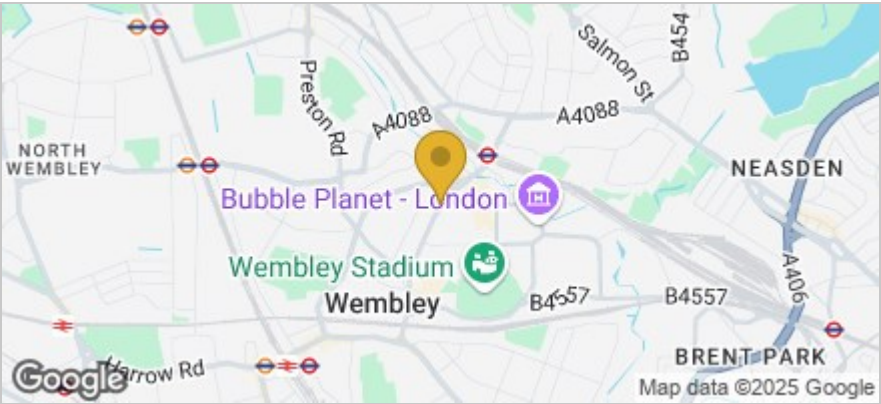 Salmon St
B454
Preston Rd
A4088
A4088
NORTH
WEMBLEY
NEASDEN
Bubble Planet - London
Wembley Stadium
A406
Wembley
B4557
B4557
BRENT PARK
Harrow Rd
Google
Map data ©2025 Google